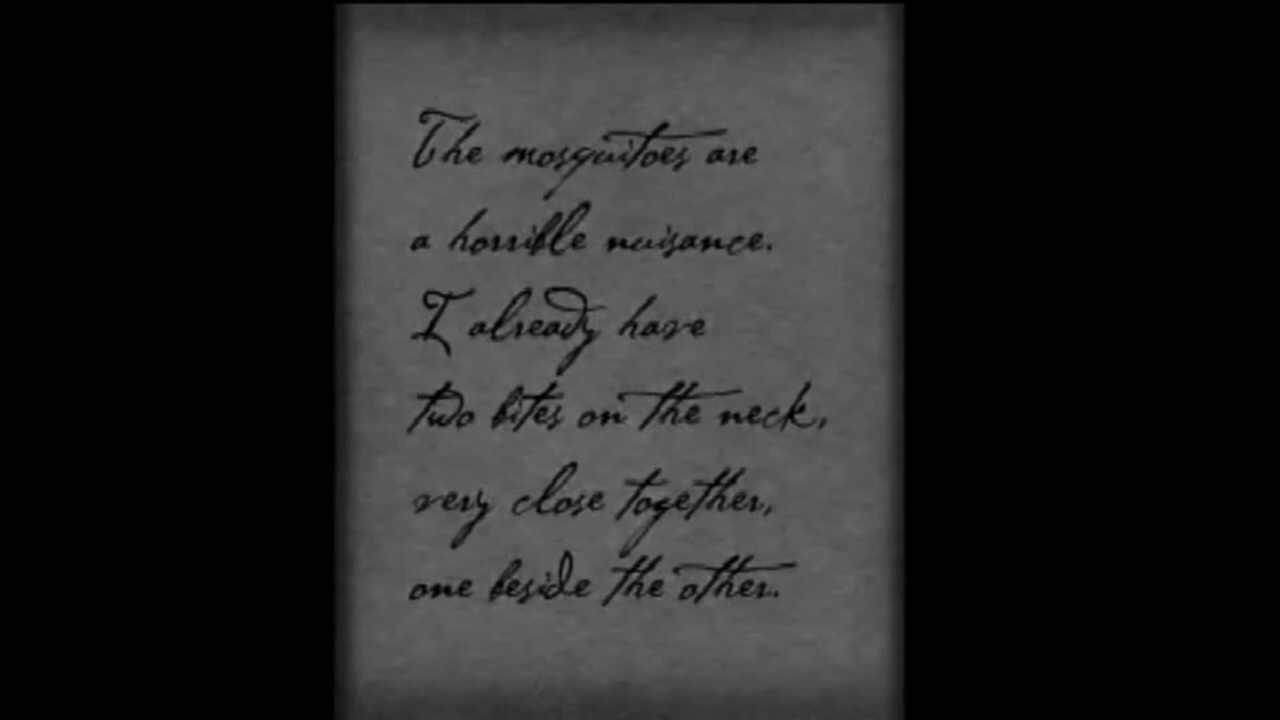 The mosquitoes are
a horrible nuisance.
I already have
two bites on the neck,
very close together,
one beside the other.